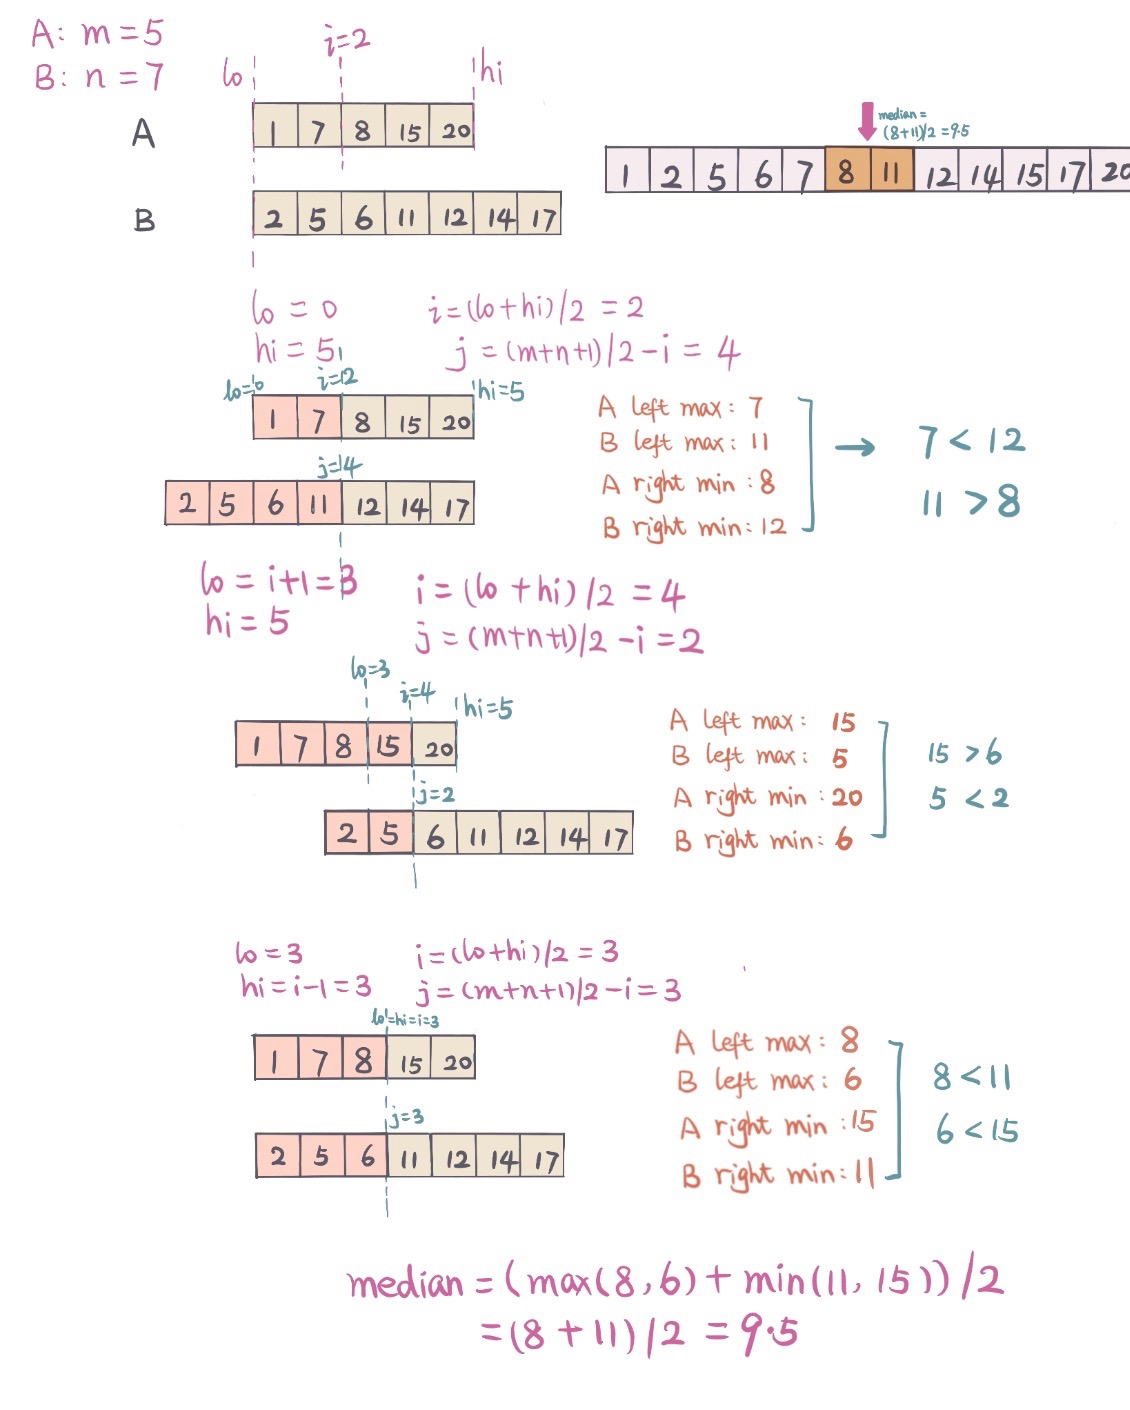 A: m = 5
B: n = 7
lo
i=2
hi
A
1 7 8 15 20
B
2 5 6 11 12 14 17
median =
(8+11)/2 = 9.5
1 2 5 6 7 8 11 12 14 15 17 20
lo = 0
hi = 5
i = (lo + hi)/2 = 2
j = (m+n+1)/2 - i = 4
lo=0
i=2
hi=5
1 7 8 15 20
j=4
2 5 6 11 12 14 17
A left max: 7
B left max: 11
A right min: 8
B right min: 12
→ 7 < 12
11 > 8
lo = i+1 = 3
hi = 5
i = (lo + hi)/2 = 4
j = (m+n+1)/2 - i = 2
lo=3
i=4
hi=5
1 7 8 15 20
j=2
2 5 6 11 12 14 17
A left max: 15
B left max: 5
A right min: 20
B right min: 6
15 > 6
5 < 2
lo = 3
hi = i-1 = 3
i = (lo+hi)/2 = 3
j = (m+n+1)/2 - i = 3
lo=hi=i=3
1 7 8 15 20
j=3
2 5 6 11 12 14 17
A left max: 8
B left max: 6
A right min: 15
B right min: 11
8 < 11
6 < 15
median = (max(8, 6) + min(11, 15))/2
= (8 + 11)/2 = 9.5